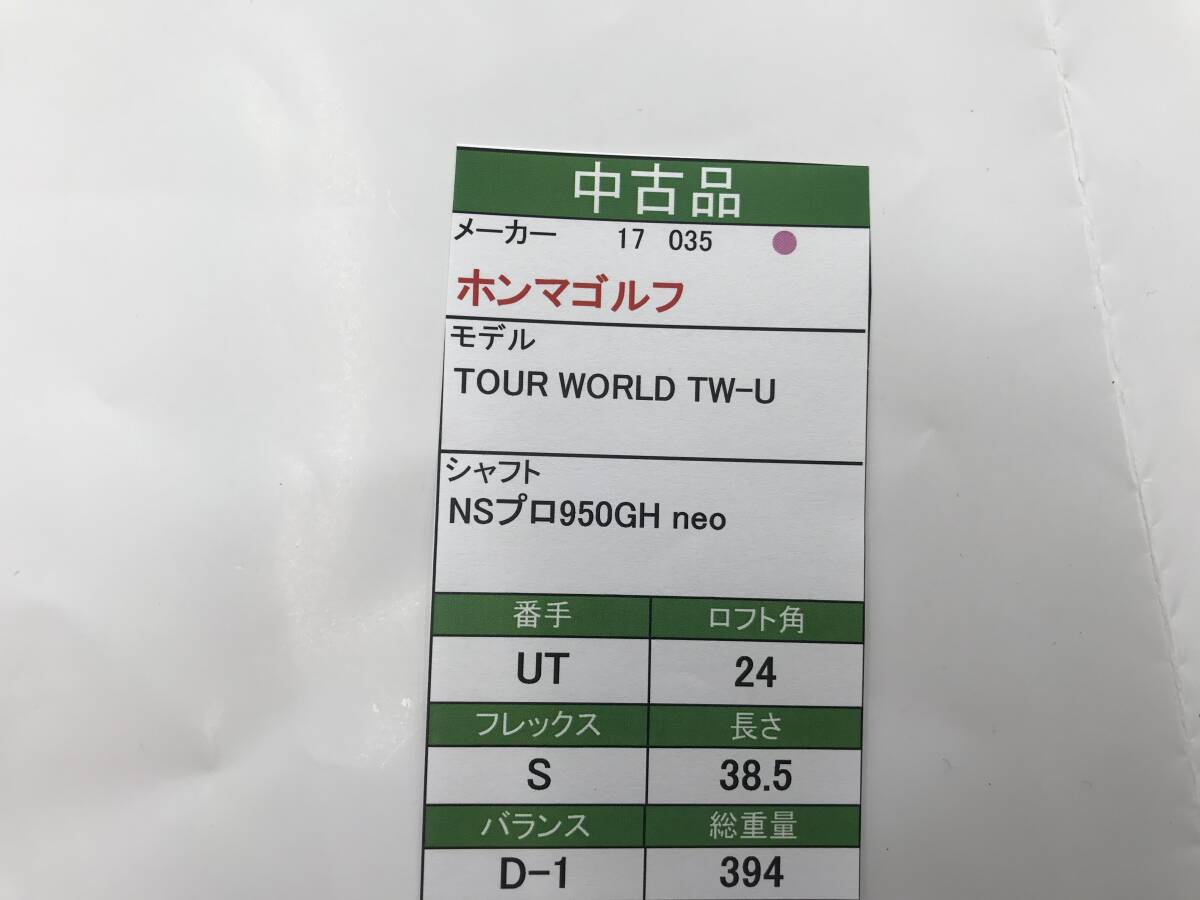 中古品
メーカー 17 035
ホンマゴルフ
モデル
TOUR WORLD TW-U
シャフト
NSプロ950GH neo
番手 ロフト角
UT 24
フレックス 長さ
S 38.5
バランス 総重量
D-1 394